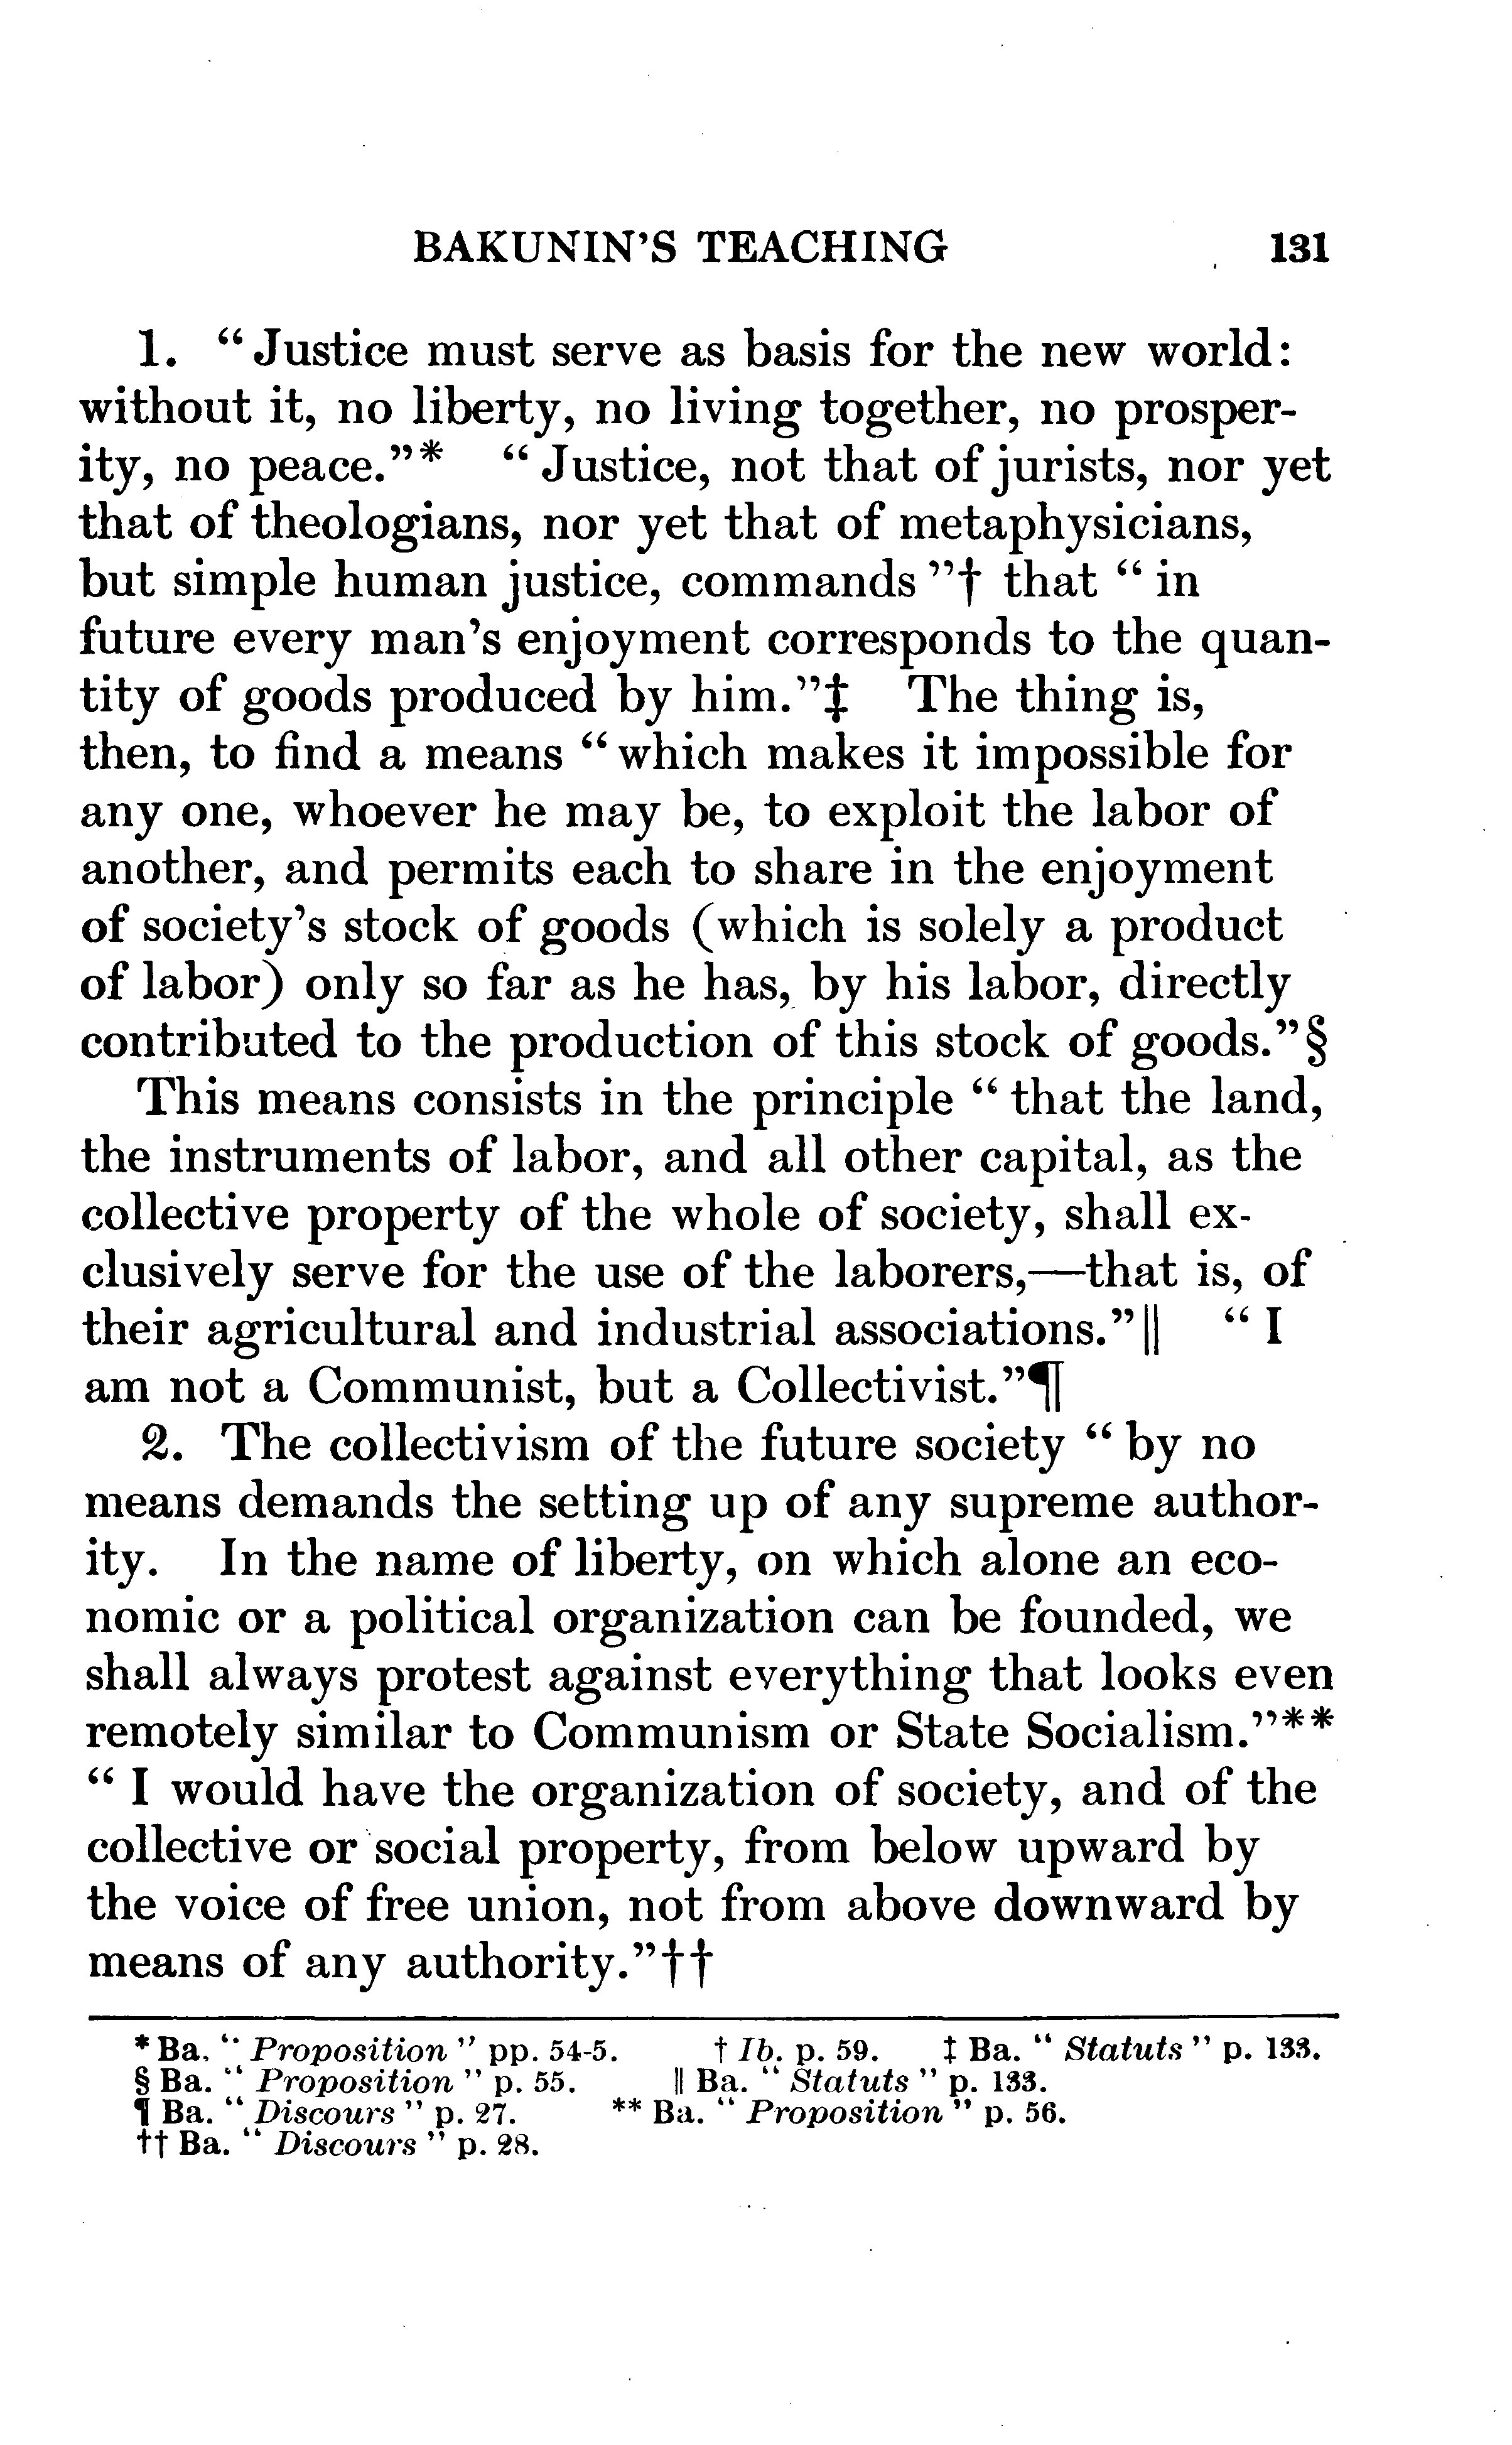 BAKUNIN'S TEACHING 131
1. “Justice must serve as basis for the new world:
without it, no liberty, no living together, no prosper-
ity, no peace.”* “Justice, not that of jurists, nor yet
that of theologians, nor yet that of metaphysicians,
but simple human justice, commands”† that “in
future every man's enjoyment corresponds to the quan-
tity of goods produced by him.”‡ The thing is,
then, to find a means “which makes it impossible for
any one, whoever he may be, to exploit the labor of
another, and permits each to share in the enjoyment
of society's stock of goods (which is solely a product
of labor) only so far as he has, by his labor, directly
contributed to the production of this stock of goods.”§
This means consists in the principle “that the land,
the instruments of labor, and all other capital, as the
collective property of the whole of society, shall ex-
clusively serve for the use of the laborers,—that is, of
their agricultural and industrial associations.”‖ “I
am not a Communist, but a Collectivist.”¶
2. The collectivism of the future society “by no
means demands the setting up of any supreme author-
ity. In the name of liberty, on which alone an eco-
nomic or a political organization can be founded, we
shall always protest against everything that looks even
remotely similar to Communism or State Socialism.”**
“I would have the organization of society, and of the
collective or social property, from below upward by
the voice of free union, not from above downward by
means of any authority.”††
* Ba. “Proposition” pp. 54-5. † Ib. p. 59. ‡ Ba. “Statuts” p. 133.
§ Ba. “Proposition” p. 55. ‖ Ba. “Statuts” p. 133.
¶ Ba. “Discours” p. 27. ** Ba. “Proposition” p. 56.
†† Ba. “Discours” p. 28.